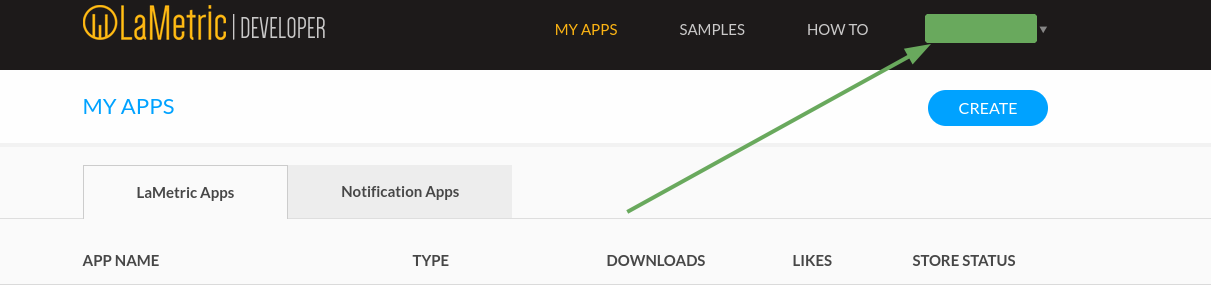 LaMetric | DEVELOPER MY APPS SAMPLES HOW TO
MY APPS CREATE
LaMetric Apps Notification Apps
APP NAME TYPE DOWNLOADS LIKES STORE STATUS